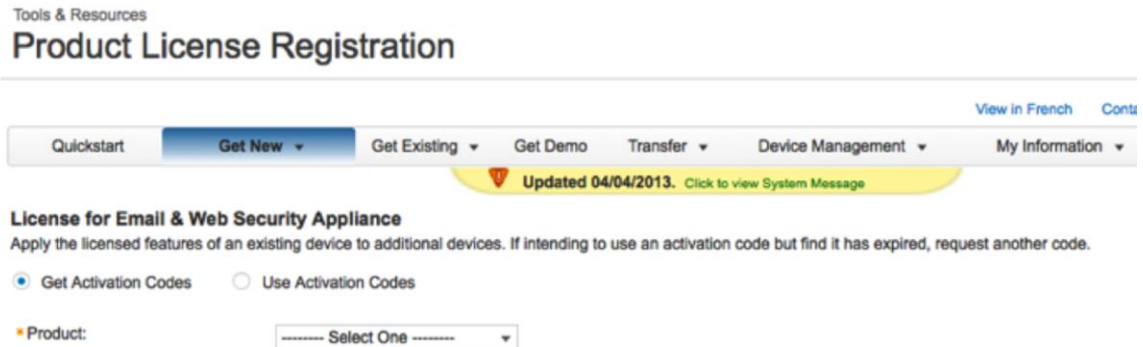 Tools & Resources
Product License Registration
View in French
Quickstart Get New Get Existing Get Demo Transfer Device Management My Information
Updated 04/04/2013. Click to view System Message
License for Email & Web Security Appliance
Apply the licensed features of an existing device to additional devices. If intending to use an activation code but find it has expired, request another code.
Get Activation Codes Use Activation Codes
* Product: -------- Select One --------